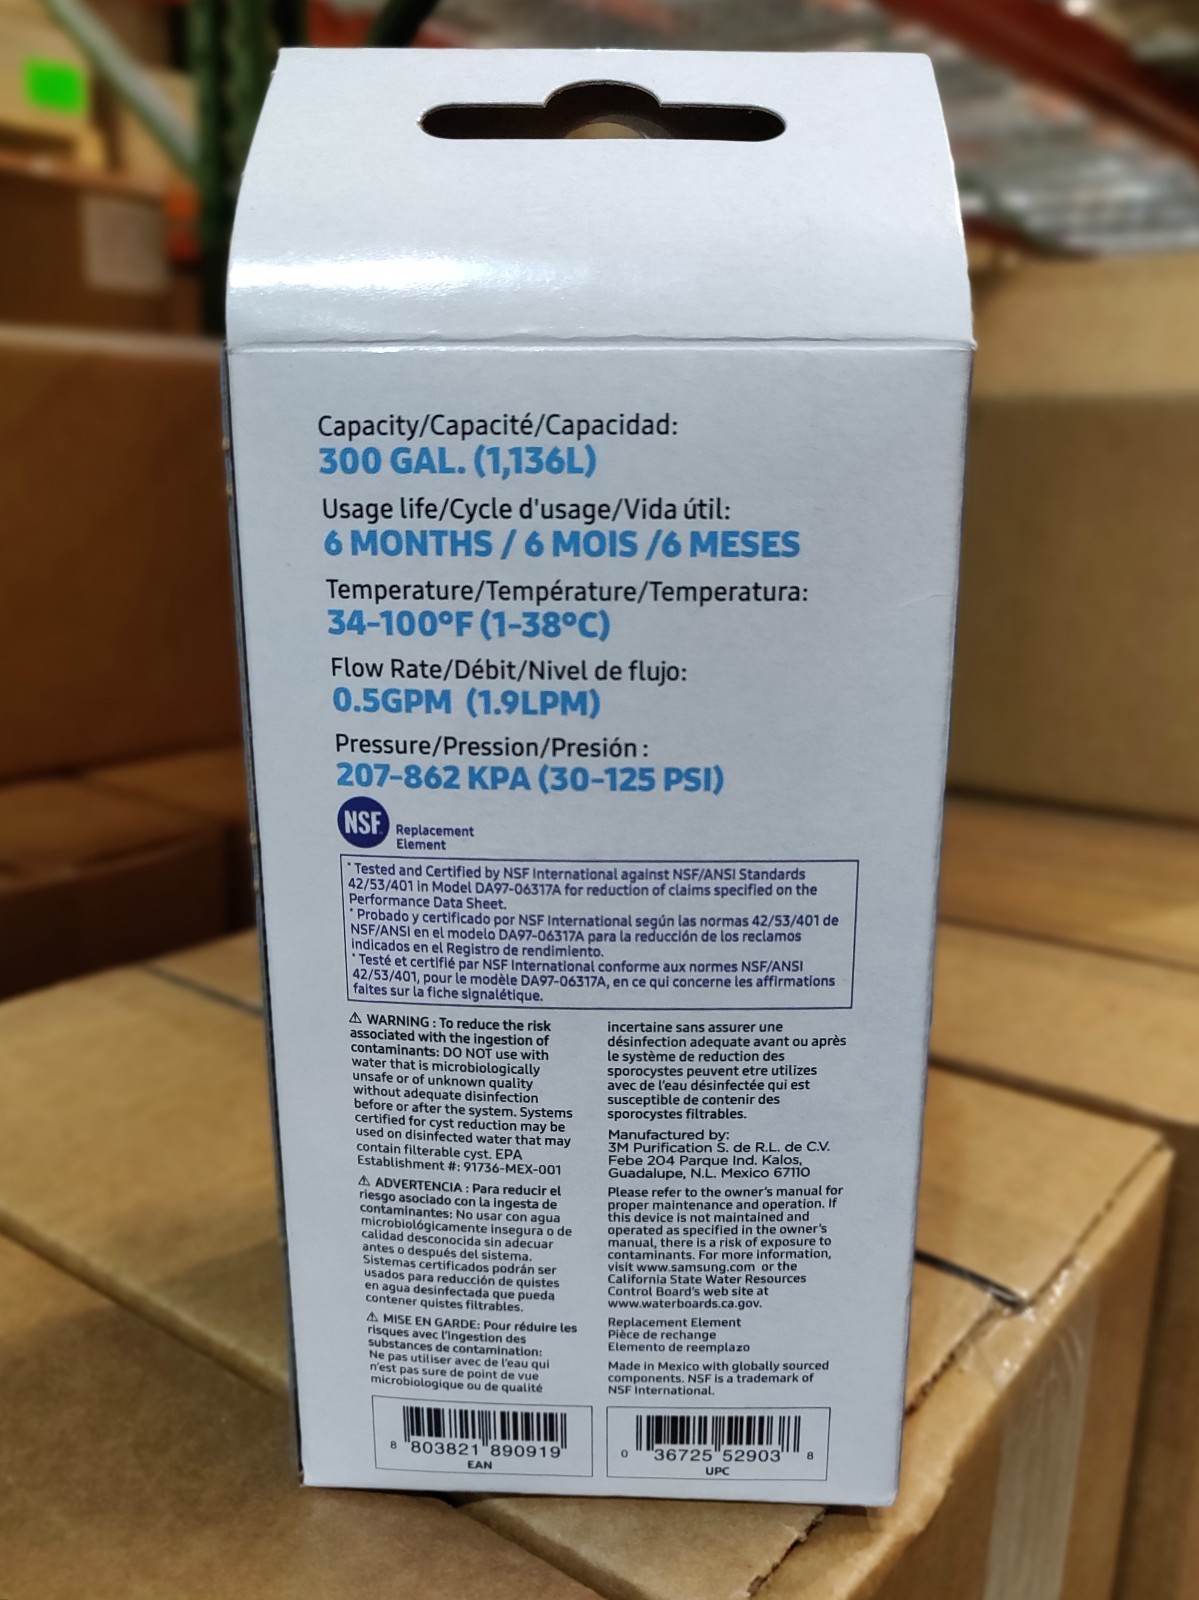 Capacity/Capacité/Capacidad:
300 GAL. (1,136L)
Usage life/Cycle d'usage/Vida útil:
6 MONTHS / 6 MOIS /6 MESES
Temperature/Température/Temperatura:
34-100°F (1-38°C)
Flow Rate/Débit/Nivel de flujo:
0.5GPM (1.9LPM)
Pressure/Pression/Presión :
207-862 KPA (30-125 PSI)
NSF
Replacement
Element
* Tested and Certified by NSF International against NSF/ANSI Standards
42/53/401 in Model DA97-06317A for reduction of claims specified on the
Performance Data Sheet.
* Probado y certificado por NSF International según las normas 42/53/401 de
NSF/ANSI en el modelo DA97-06317A para la reducción de los reclamos
indicados en el Registro de rendimiento.
* Testé et certifié par NSF International conforme aux normes NSF/ANSI
42/53/401, pour le modèle DA97-06317A, en ce qui concerne les affirmations
faites sur la fiche signalétique.
⚠ WARNING : To reduce the risk
associated with the ingestion of
contaminants: DO NOT use with
water that is microbiologically
unsafe or of unknown quality
without adequate disinfection
before or after the system. Systems
certified for cyst reduction may be
used on disinfected water that may
contain filterable cyst. EPA
Establishment #: 91736-MEX-001
⚠ ADVERTENCIA : Para reducir el
riesgo asociado con la ingesta de
contaminantes: No usar con agua
microbiológicamente insegura o de
calidad desconocida sin adecuar
antes o después del sistema.
Sistemas certificados podrán ser
usados para reducción de quistes
en agua desinfectada que pueda
contener quistes filtrables.
⚠ MISE EN GARDE: Pour réduire les
risques avec l'ingestion des
substances de contamination:
Ne pas utiliser avec de l'eau qui
n'est pas sure de point de vue
microbiologique ou de qualité
incertaine sans assurer une
désinfection adequate avant ou après
le système de reduction des
sporocystes peuvent etre utilizes
avec de l'eau désinfectée qui est
susceptible de contenir des
sporocystes filtrables.
Manufactured by:
3M Purification S. de R.L. de C.V.
Febe 204 Parque Ind. Kalos,
Guadalupe, N.L. Mexico 67110
Please refer to the owner's manual for
proper maintenance and operation. If
this device is not maintained and
operated as specified in the owner's
manual, there is a risk of exposure to
contaminants. For more information,
visit www.samsung.com or the
California State Water Resources
Control Board's web site at
www.waterboards.ca.gov.
Replacement Element
Pièce de rechange
Elemento de reemplazo
Made in Mexico with globally sourced
components. NSF is a trademark of
NSF International.
8 803821 890919
EAN
0 36725 52903 8
UPC